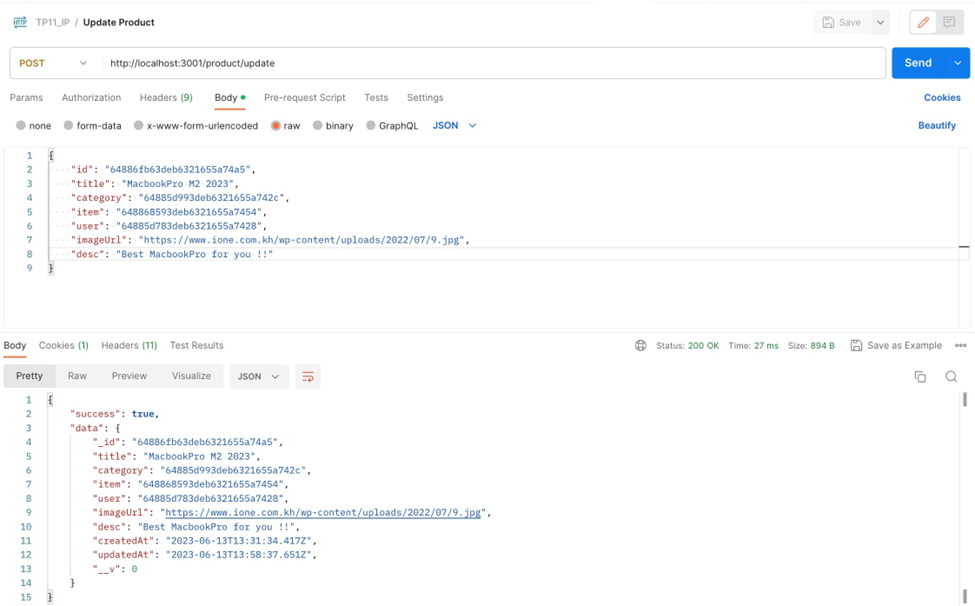 HTTP TP11_IP / Update Product Save
POST http://localhost:3001/product/update Send
Params Authorization Headers (9) Body Pre-request Script Tests Settings Cookies
none form-data x-www-form-urlencoded raw binary GraphQL JSON Beautify
1 {
2 "id": "64886fb63deb6321655a74a5",
3 "title": "MacbookPro M2 2023",
4 "category": "64885d993deb6321655a742c",
5 "item": "648868593deb6321655a7454",
6 "user": "64885d783deb6321655a7428",
7 "imageUrl": "https://www.ione.com.kh/wp-content/uploads/2022/07/9.jpg",
8 "desc": "Best MacbookPro for you !!"
9 }
Body Cookies (1) Headers (11) Test Results Status: 200 OK Time: 27 ms Size: 894 B Save as Example
Pretty Raw Preview Visualize JSON
1 {
2 "success": true,
3 "data": {
4 "_id": "64886fb63deb6321655a74a5",
5 "title": "MacbookPro M2 2023",
6 "category": "64885d993deb6321655a742c",
7 "item": "648868593deb6321655a7454",
8 "user": "64885d783deb6321655a7428",
9 "imageUrl": "https://www.ione.com.kh/wp-content/uploads/2022/07/9.jpg",
10 "desc": "Best MacbookPro for you !!",
11 "createdAt": "2023-06-13T13:31:34.417Z",
12 "updatedAt": "2023-06-13T13:58:37.651Z",
13 "__v": 0
14 }
15 }